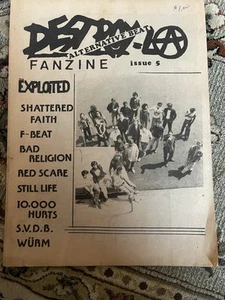 DESTROY LA
AN ALTERNATIVE BEAT
FANZINE issue 5
EXPLOITED
SHATTERED
FAITH
F-BEAT
BAD
RELIGION
RED SCARE
STILL LIFE
10,000
HURTS
S.V.D.B.
WÜRM